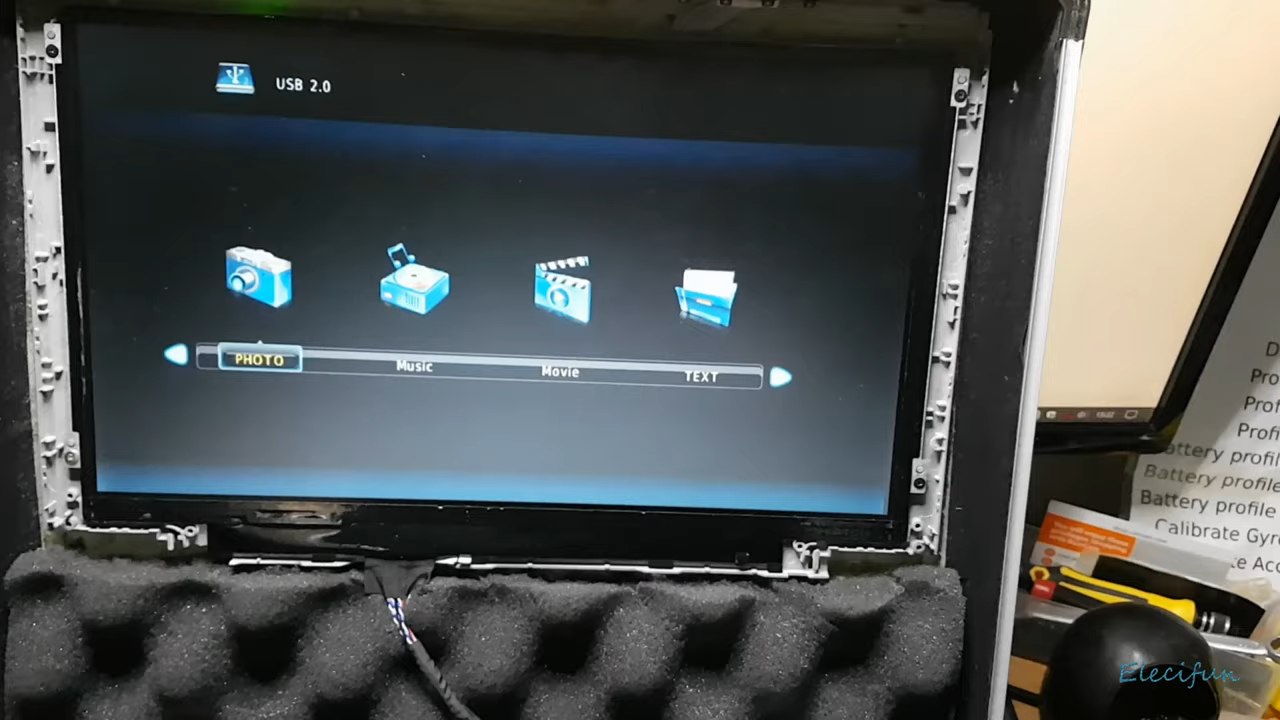 USB 2.0
PHOTO
Music
Movie
TEXT
Battery profile
Battery profile
Battery profile
Calibrate Gyro
Elecifun